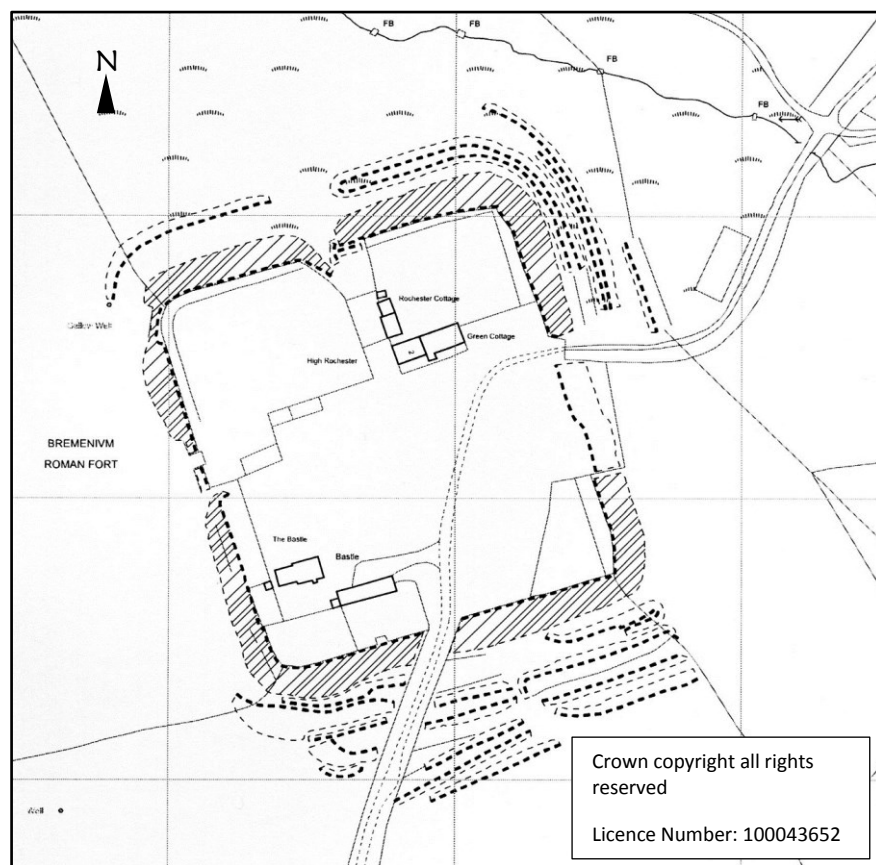 FB
FB
N
FB
FB
Rochester Cottage
Green Cottage
High Rochester
BREMENIVM
ROMAN FORT
The Bastle
Bastle
Well
Crown copyright all rights
reserved
Licence Number: 100043652